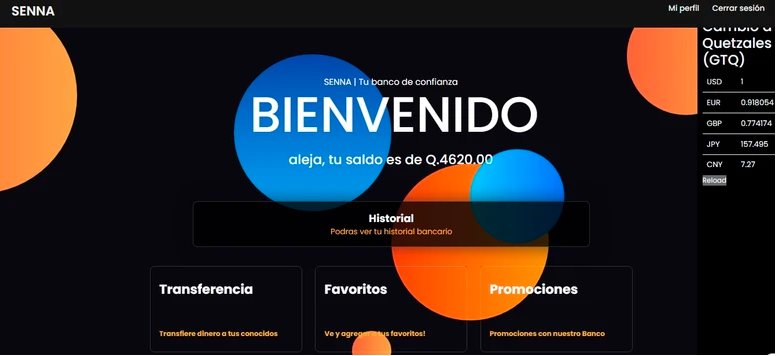 SENNA
Mi perfil
Cerrar sesión
SENNA | Tu banco de confianza
BIENVENIDO
aleja, tu saldo es de Q.4620.00
Historial
Podras ver tu historial bancario
Transferencia
Transfiere dinero a tus conocidos
Favoritos
Ve y agrega a tus favoritos!
Promociones
Promociones con nuestro Banco
Cambio a
Quetzales
(GTQ)
USD 1
EUR 0.918054
GBP 0.774174
JPY 157.495
CNY 7.27
Reload